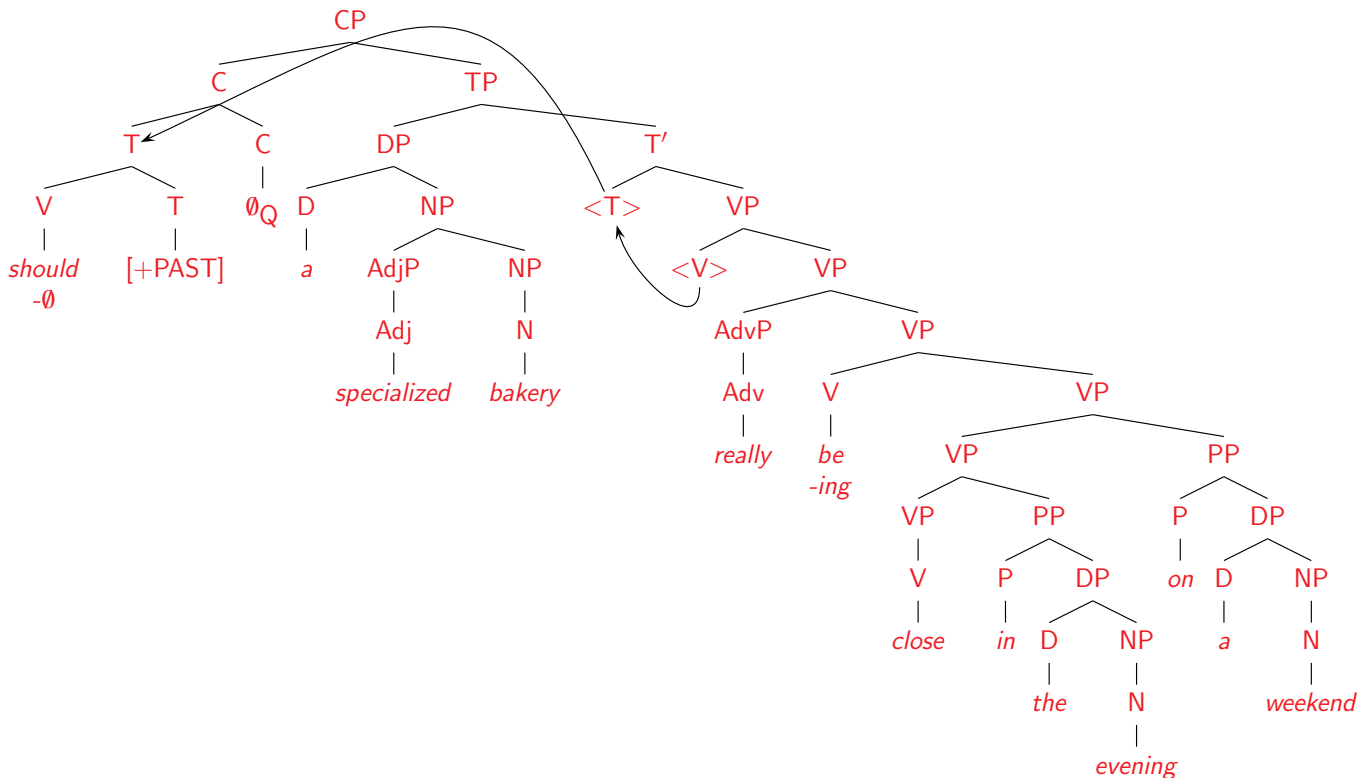 CP
C TP
T C DP T′
V T ∅Q D NP <T> VP
should [+PAST] a AdjP NP <V> VP
-∅
Adj N AdvP VP
specialized bakery Adv V VP
really be VP PP
-ing
VP PP P DP
V P DP on D NP
close in D NP a N
the N weekend
evening